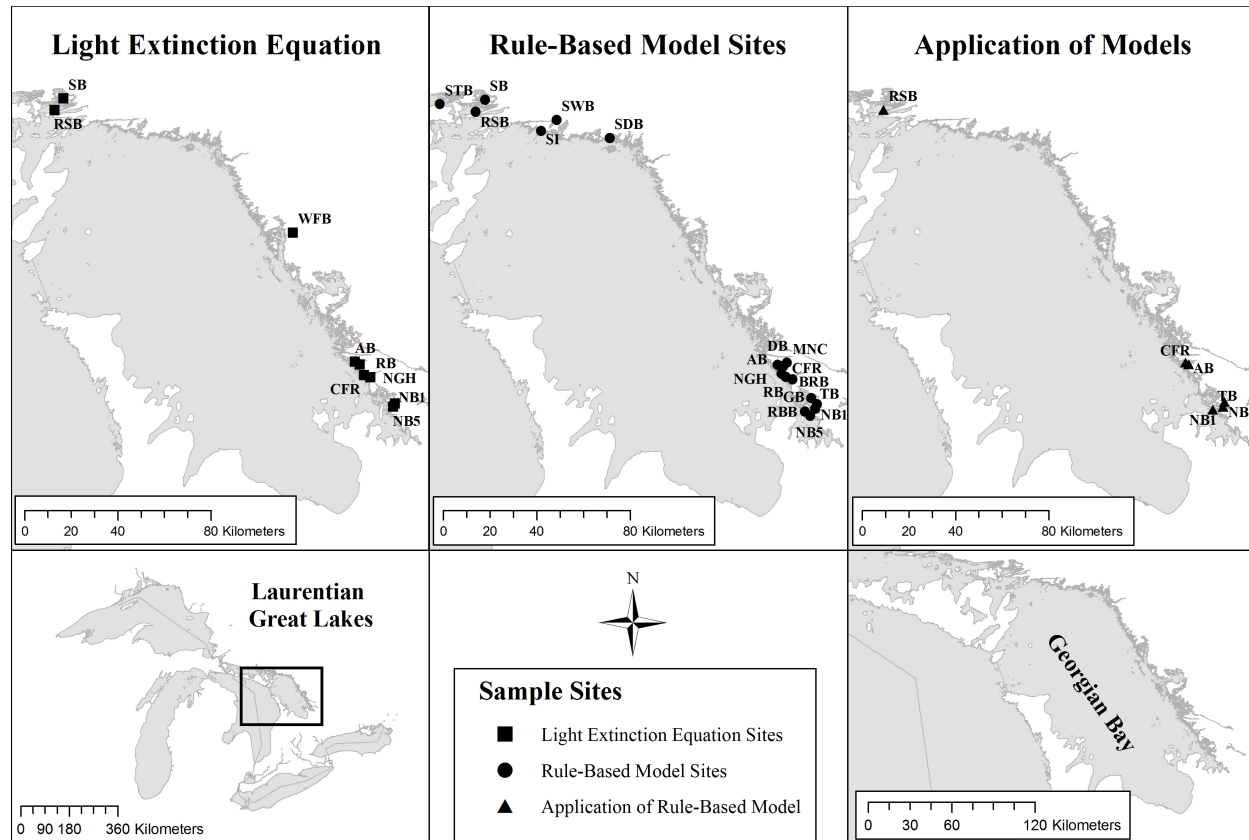 Light Extinction Equation
SB
RSB
WFB
AB
RB
NGH
CFR
NB1
NB5
0 20 40 80 Kilometers
Rule-Based Model Sites
STB
SB
RSB
SWB
SI
SDB
DB
MNC
AB
CFR
NGH
BRB
RB
GB
TB
RBB
NB1
NB5
0 20 40 80 Kilometers
Application of Models
RSB
CFR
AB
TB
NB
NB1
0 20 40 80 Kilometers
Laurentian
Great Lakes
0 90 180 360 Kilometers
N
Sample Sites
Light Extinction Equation Sites
Rule-Based Model Sites
Application of Rule-Based Model
Georgian Bay
0 30 60 120 Kilometers